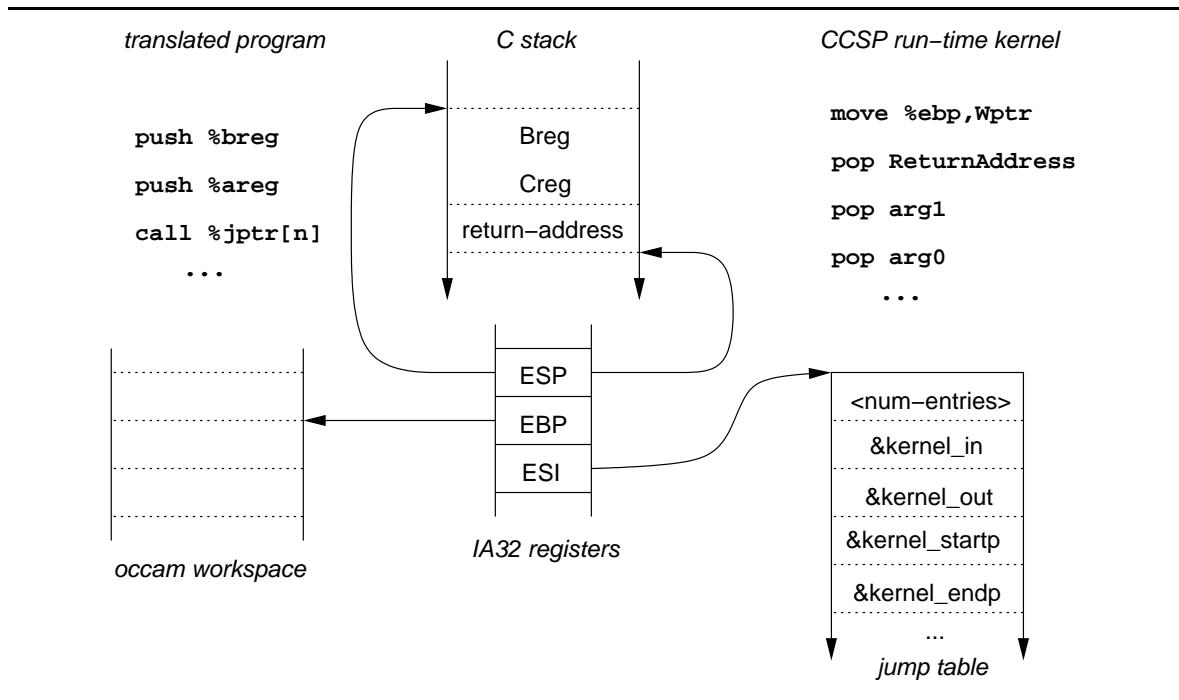 translated program
push %breg
push %areg
call %jptr[n]
...
C stack
Breg
Creg
return−address
CCSP run−time kernel
move %ebp,Wptr
pop ReturnAddress
pop arg1
pop arg0
...
occam workspace
ESP
EBP
ESI
IA32 registers
<num−entries>
&kernel_in
&kernel_out
&kernel_startp
&kernel_endp
...
jump table